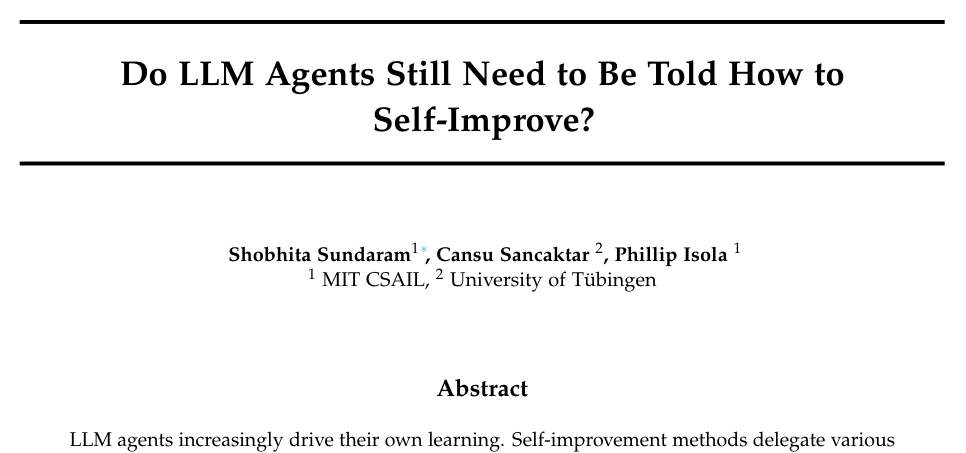 Do LLM Agents Still Need to Be Told How to
Self-Improve?
Shobhita Sundaram¹*, Cansu Sancaktar ², Phillip Isola ¹
¹ MIT CSAIL, ² University of Tübingen
Abstract
LLM agents increasingly drive their own learning. Self-improvement methods delegate various